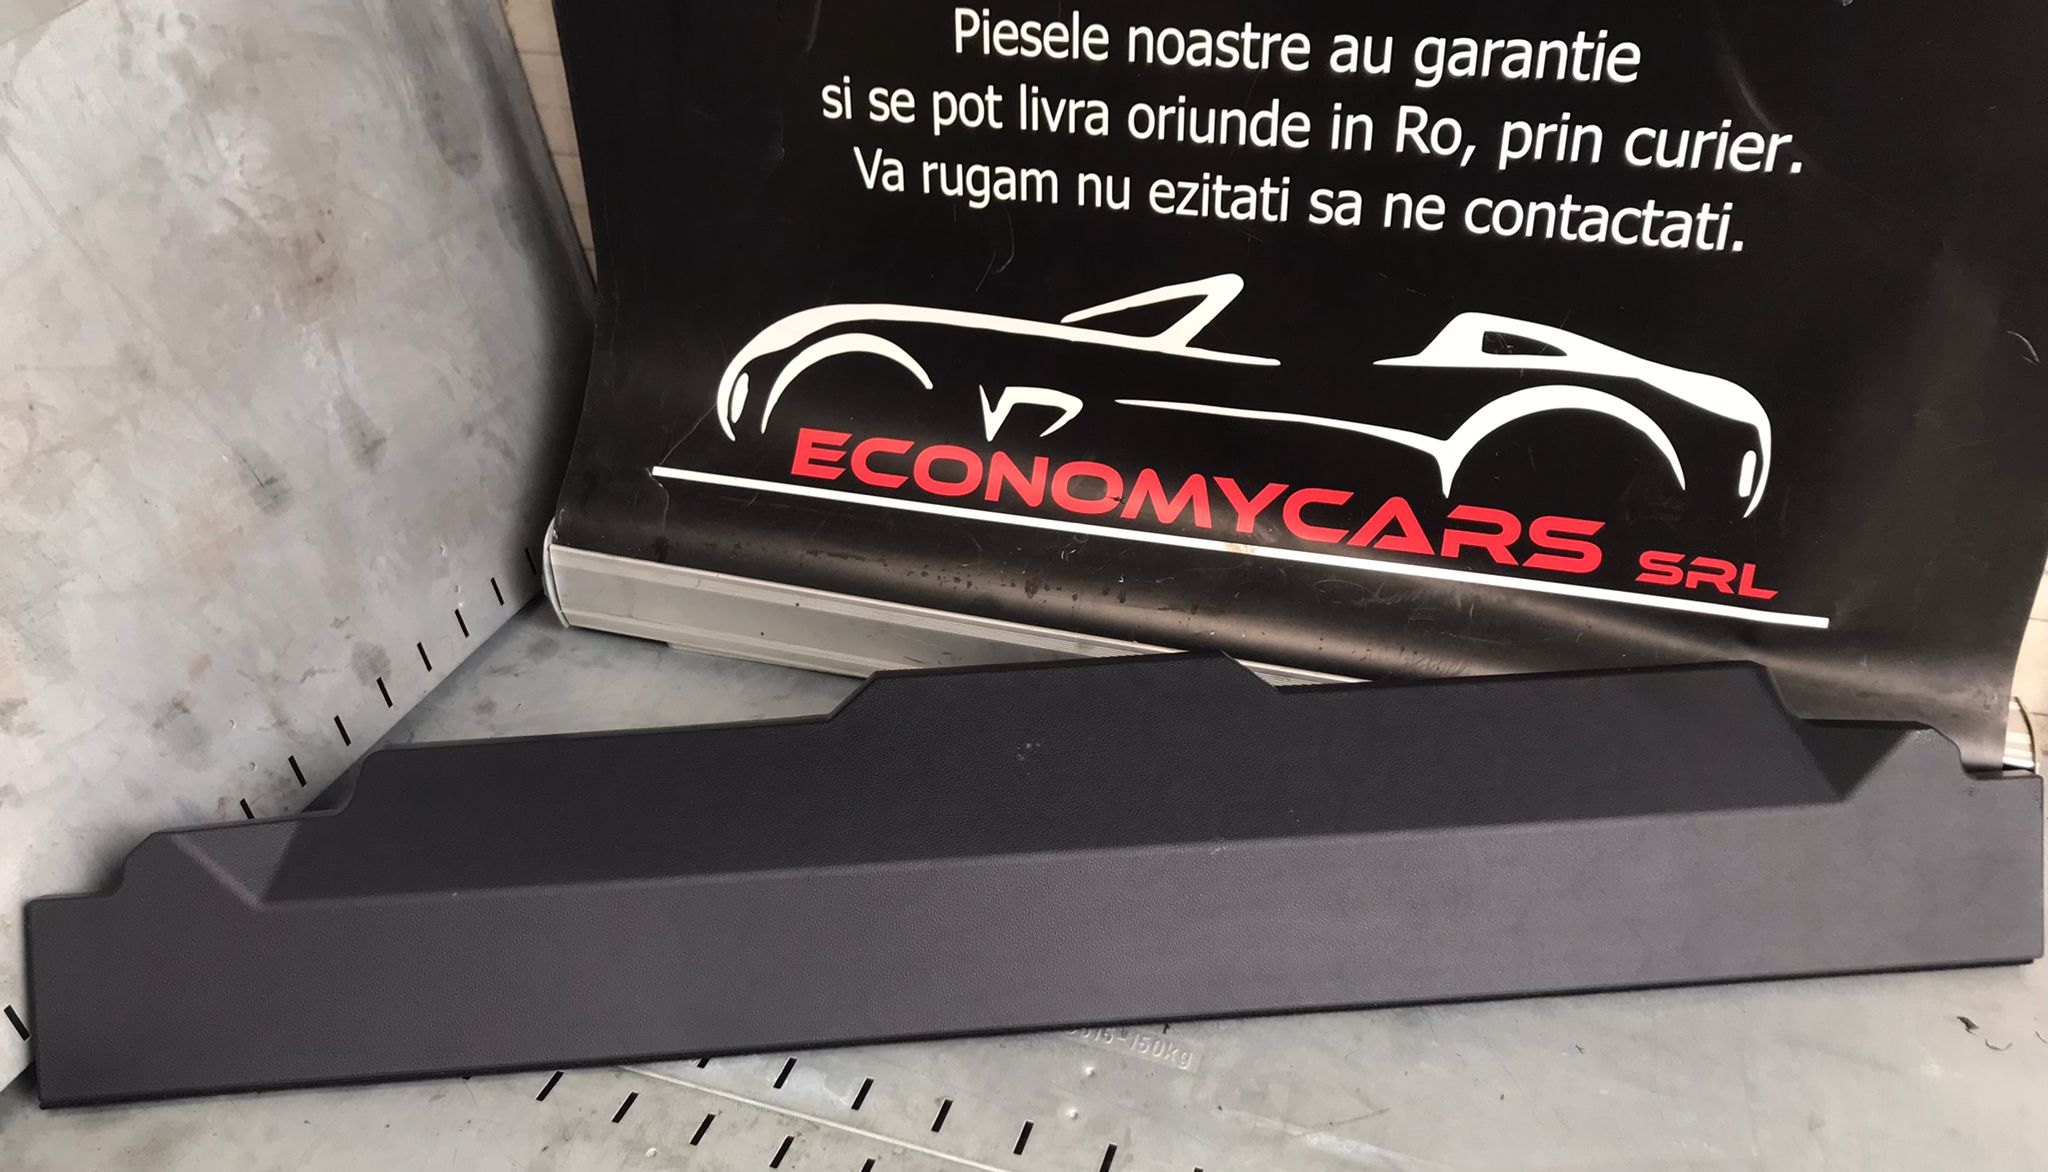 Piesele noastre au garantie
si se pot livra oriunde in Ro, prin curier.
Va rugam nu ezitati sa ne contactati.
ECONOMYCARS SRL
-150kg